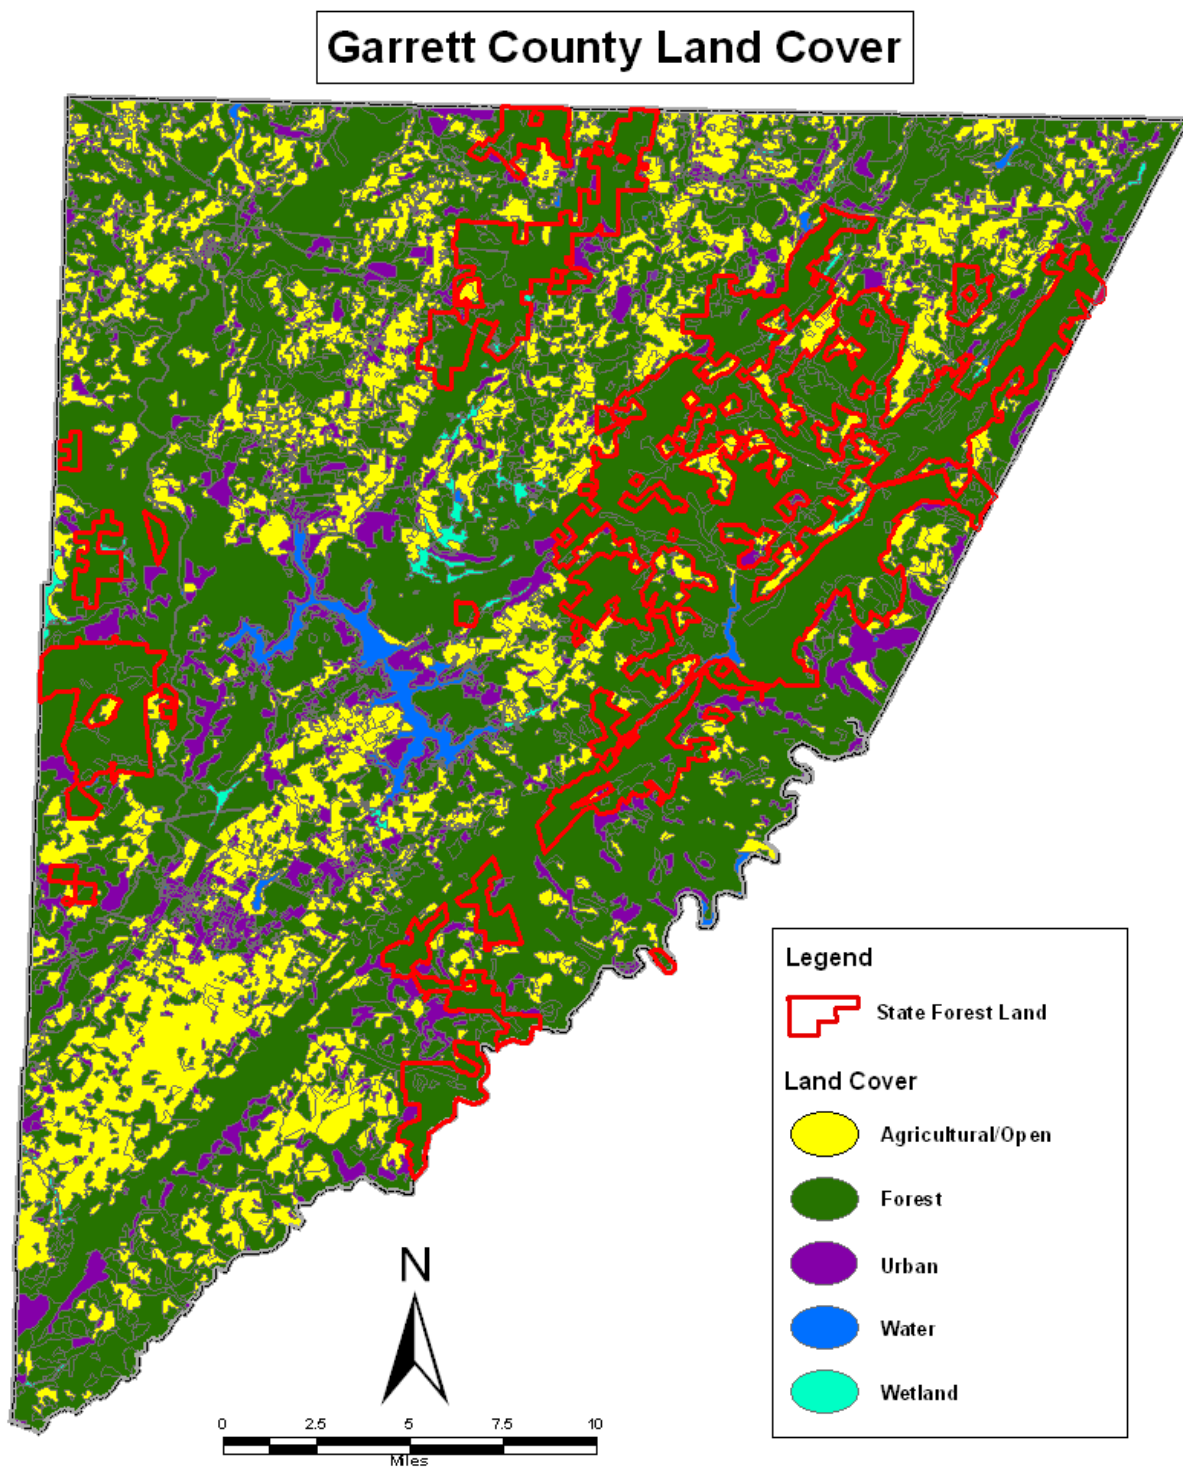 Garrett County Land Cover
Legend
State Forest Land
Land Cover
Agricultural/Open
Forest
Urban
Water
Wetland
N
0 2.5 5 7.5 10
Miles